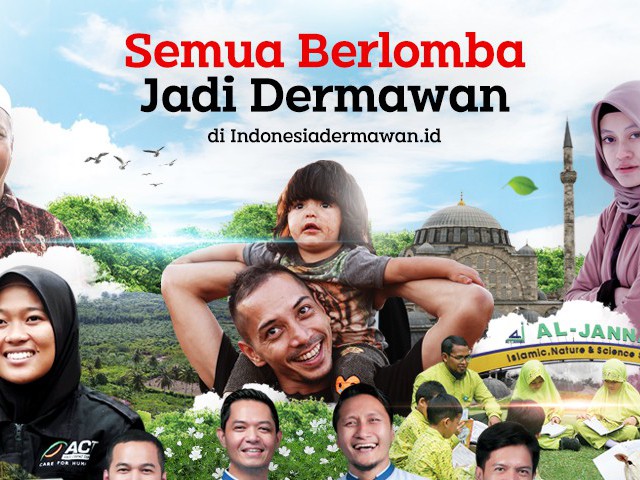 Semua Berlomba
Jadi Dermawan
di Indonesiadermawan.id
AL-JANN
Islamic, Nature & Science
ACT
CARE FOR HUM